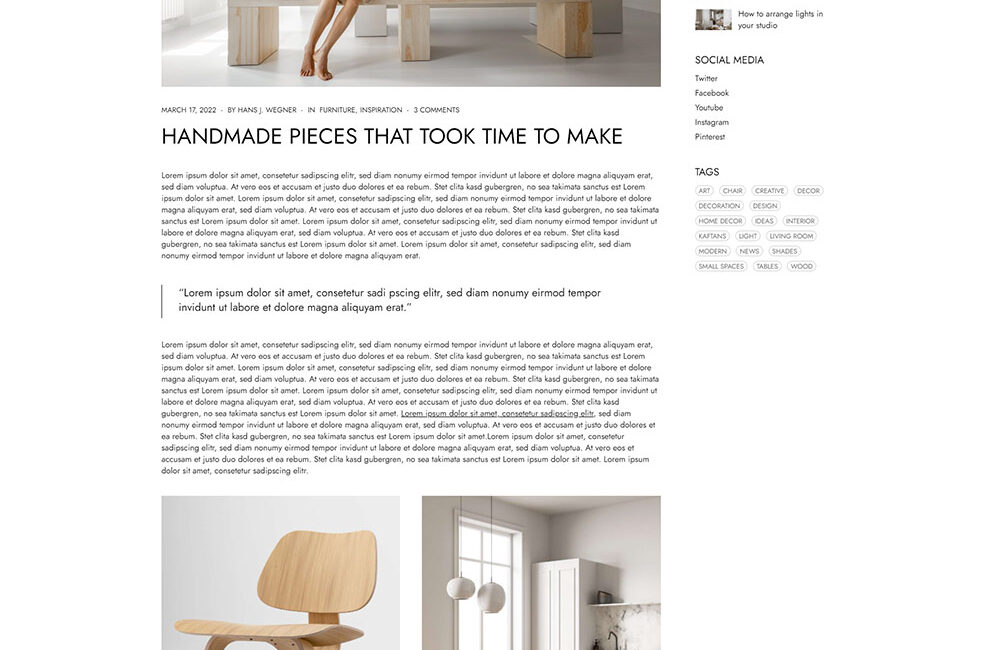 MARCH 17, 2022 - BY HANS J. WEGNER - IN FURNITURE, INSPIRATION - 3 COMMENTS
HANDMADE PIECES THAT TOOK TIME TO MAKE
Lorem ipsum dolor sit amet, consetetur sadipscing elitr, sed diam nonumy eirmod tempor invidunt ut labore et dolore magna aliquyam erat,
sed diam voluptua. At vero eos et accusam et justo duo dolores et ea rebum. Stet clita kasd gubergren, no sea takimata sanctus est Lorem
ipsum dolor sit amet. Lorem ipsum dolor sit amet, consetetur sadipscing elitr, sed diam nonumy eirmod tempor invidunt ut labore et dolore
magna aliquyam erat, sed diam voluptua. At vero eos et accusam et justo duo dolores et ea rebum. Stet clita kasd gubergren, no sea takimata
sanctus est Lorem ipsum dolor sit amet. Lorem ipsum dolor sit amet, consetetur sadipscing elitr, sed diam nonumy eirmod tempor invidunt ut
labore et dolore magna aliquyam erat, sed diam voluptua. At vero eos et accusam et justo duo dolores et ea rebum. Stet clita kasd
gubergren, no sea takimata sanctus est Lorem ipsum dolor sit amet. Lorem ipsum dolor sit amet, consetetur sadipscing elitr, sed diam
nonumy eirmod tempor invidunt ut labore et dolore magna aliquyam erat.
“Lorem ipsum dolor sit amet, consetetur sadi pscing elitr, sed diam nonumy eirmod tempor
invidunt ut labore et dolore magna aliquyam erat.”
Lorem ipsum dolor sit amet, consetetur sadipscing elitr, sed diam nonumy eirmod tempor invidunt ut labore et dolore magna aliquyam erat,
sed diam voluptua. At vero eos et accusam et justo duo dolores et ea rebum. Stet clita kasd gubergren, no sea takimata sanctus est Lorem
ipsum dolor sit amet. Lorem ipsum dolor sit amet, consetetur sadipscing elitr, sed diam nonumy eirmod tempor invidunt ut labore et dolore
magna aliquyam erat, sed diam voluptua. At vero eos et accusam et justo duo dolores et ea rebum. Stet clita kasd gubergren, no sea takimata
sanctus est Lorem ipsum dolor sit amet. Lorem ipsum dolor sit amet, consetetur sadipscing elitr, sed diam nonumy eirmod tempor invidunt ut
labore et dolore magna aliquyam erat, sed diam voluptua. At vero eos et accusam et justo duo dolores et ea rebum. Stet clita kasd
gubergren, no sea takimata sanctus est Lorem ipsum dolor sit amet. Lorem ipsum dolor sit amet, consetetur sadipscing elitr, sed diam
nonumy eirmod tempor invidunt ut labore et dolore magna aliquyam erat, sed diam voluptua. At vero eos et accusam et justo duo dolores et
ea rebum. Stet clita kasd gubergren, no sea takimata sanctus est Lorem ipsum dolor sit amet.Lorem ipsum dolor sit amet, consetetur
sadipscing elitr, sed diam nonumy eirmod tempor invidunt ut labore et dolore magna aliquyam erat, sed diam voluptua. At vero eos et
accusam et justo duo dolores et ea rebum. Stet clita kasd gubergren, no sea takimata sanctus est Lorem ipsum dolor sit amet. Lorem ipsum
dolor sit amet, consetetur sadipscing elitr.
How to arrange lights in
your studio
SOCIAL MEDIA
Twitter
Facebook
Youtube
Instagram
Pinterest
TAGS
ART CHAIR CREATIVE DECOR
DECORATION DESIGN
HOME DECOR IDEAS INTERIOR
KAFTANS LIGHT LIVING ROOM
MODERN NEWS SHADES
SMALL SPACES TABLES WOOD